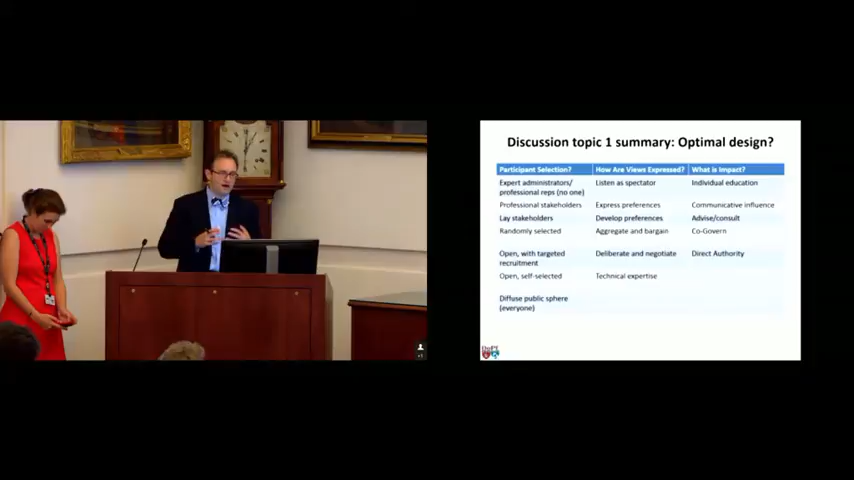 Discussion topic 1 summary: Optimal design?
Participant Selection? How Are Views Expressed? What is Impact?
Expert administrators/ professional reps (no one) Listen as spectator Individual education
Professional stakeholders Express preferences Communicative influence
Lay stakeholders Develop preferences Advise/consult
Randomly selected Aggregate and bargain Co-Govern
Open, with targeted recruitment Deliberate and negotiate Direct Authority
Open, self-selected Technical expertise
Diffuse public sphere (everyone)